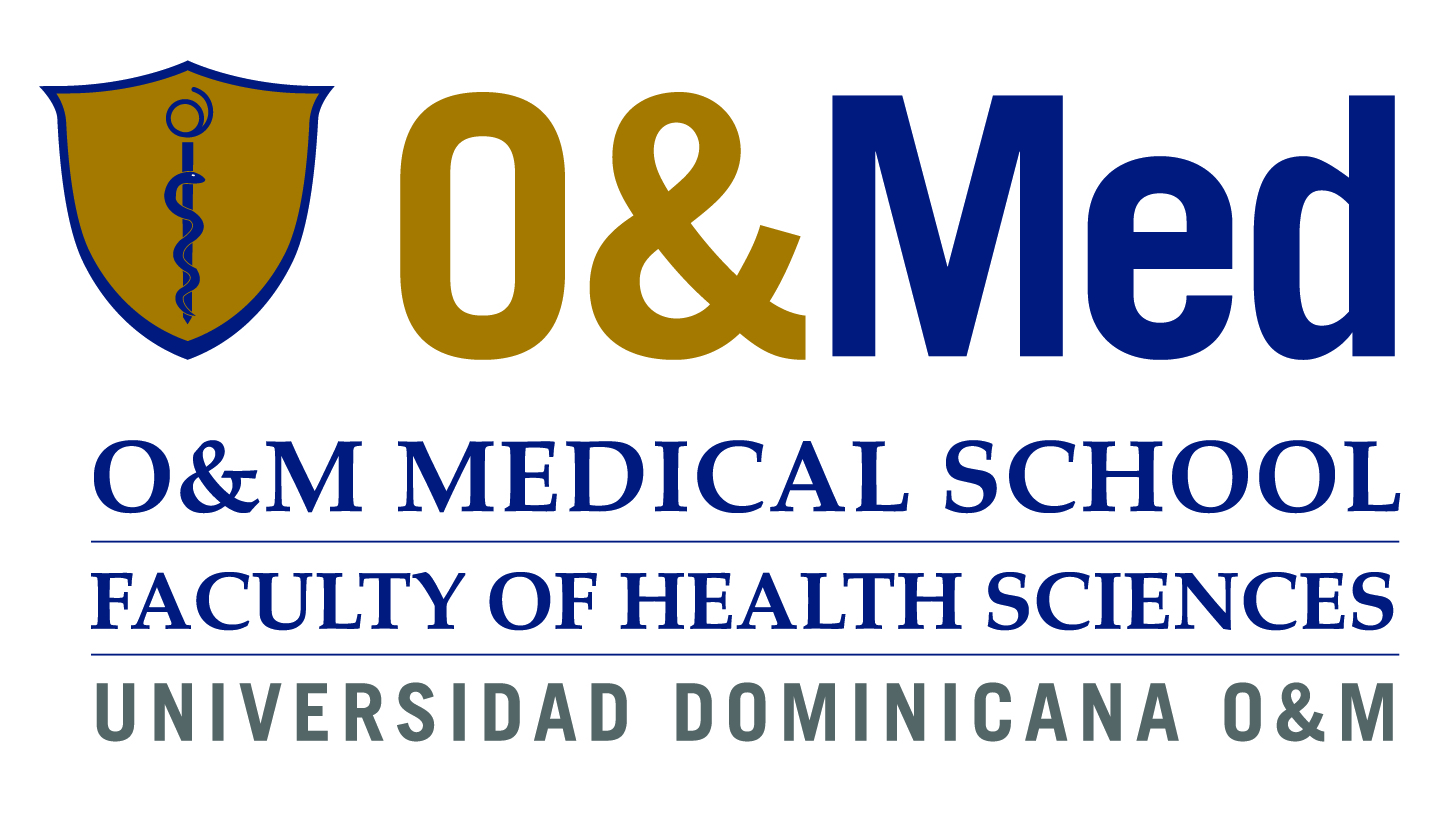 O&Med
O&M MEDICAL SCHOOL
FACULTY OF HEALTH SCIENCES
UNIVERSIDAD DOMINICANA O&M